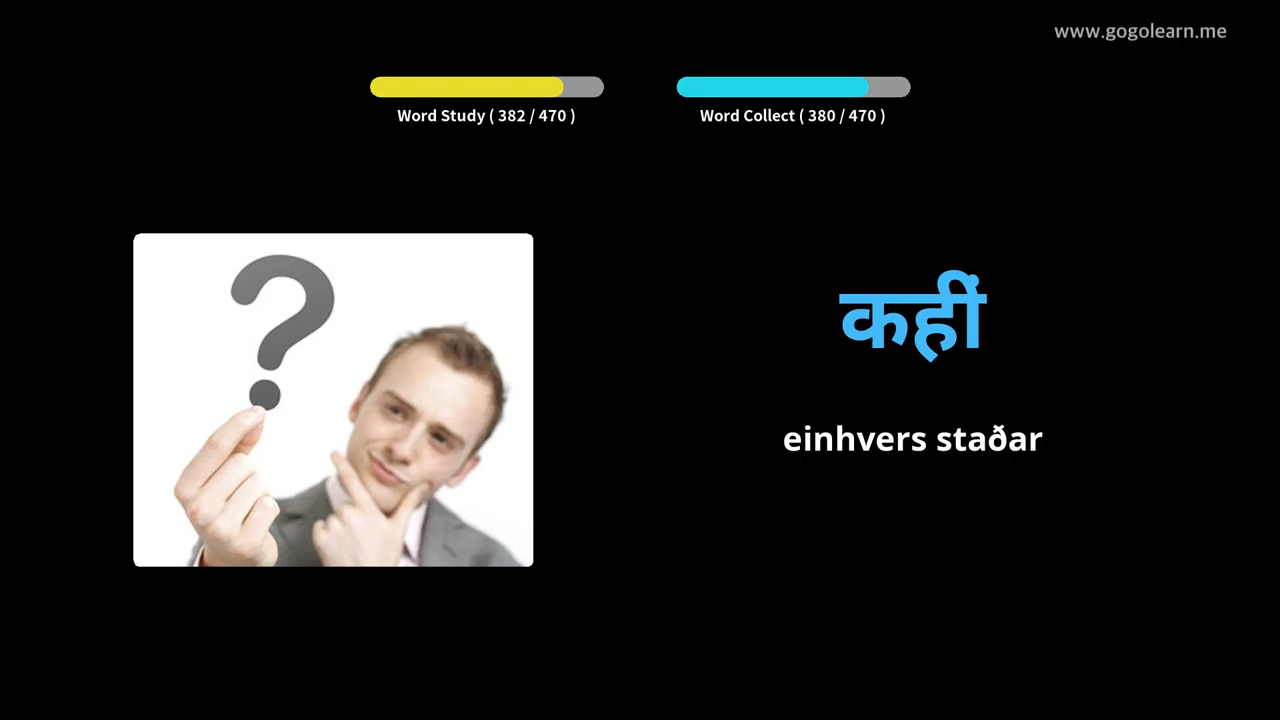 www.gogolearn.me
Word Study ( 382 / 470 )
Word Collect ( 380 / 470 )
कहीं
einhvers staðar